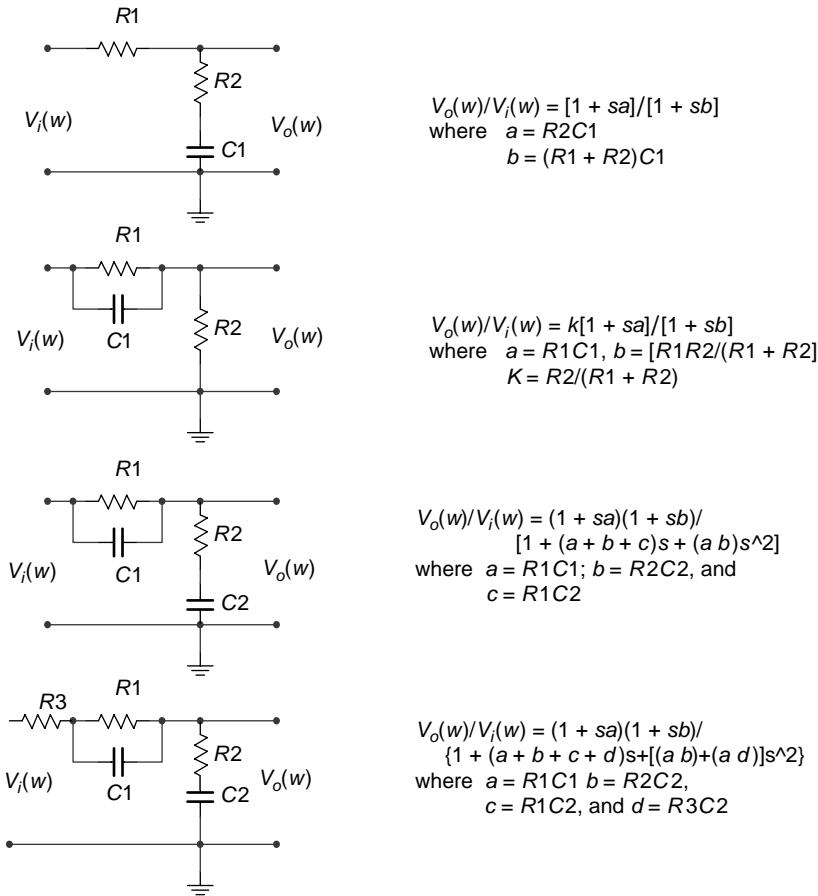 R1
R2
Vi(w)
Vo(w)
C1
Vo(w)/Vi(w) = [1 + sa]/[1 + sb]
where a = R2C1
b = (R1 + R2)C1
R1
C1
R2
Vi(w)
Vo(w)
Vo(w)/Vi(w) = k[1 + sa]/[1 + sb]
where a = R1C1, b = [R1R2/(R1 + R2]
K = R2/(R1 + R2)
R1
R2
C1
Vi(w)
Vo(w)
C2
Vo(w)/Vi(w) = (1 + sa)(1 + sb)/
[1 + (a + b + c)s + (a b)s^2]
where a = R1C1; b = R2C2, and
c = R1C2
R3
R1
R2
C1
Vi(w)
Vo(w)
C2
Vo(w)/Vi(w) = (1 + sa)(1 + sb)/
{1 + (a + b + c + d)s+[(a b)+(a d)]s^2}
where a = R1C1 b = R2C2,
c = R1C2, and d = R3C2